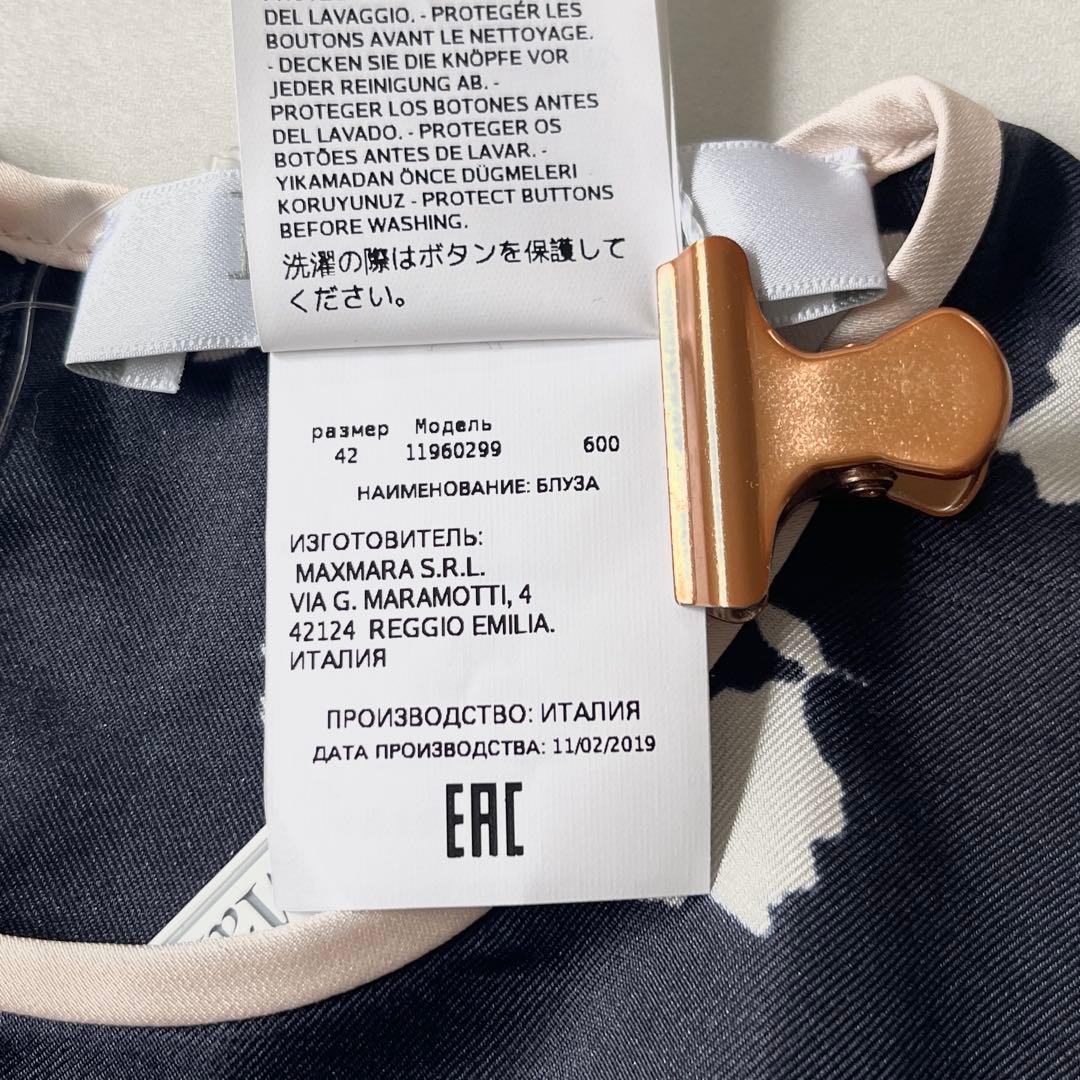 DEL LAVAGGIO. - PROTEGÉR LES
BOUTONS AVANT LE NETTOYAGE.
- DECKEN SIE DIE KNÖPFE VOR
JEDER REINIGUNG AB. -
PROTEGER LOS BOTONES ANTES
DEL LAVADO. - PROTEGER OS
BOTÕES ANTES DE LAVAR. -
YIKAMADAN ÖNCE DÜGMELERI
KORUYUNUZ - PROTECT BUTTONS
BEFORE WASHING.
洗濯の際はボタンを保護して
ください。
размер Модель
42 11960299 600
НАИМЕНОВАНИЕ: БЛУЗА
ИЗГОТОВИТЕЛЬ:
MAXMARA S.R.L.
VIA G. MARAMOTTI, 4
42124 REGGIO EMILIA.
ИТАЛИЯ
ПРОИЗВОДСТВО: ИТАЛИЯ
ДАТА ПРОИЗВОДСТВА: 11/02/2019
EAC